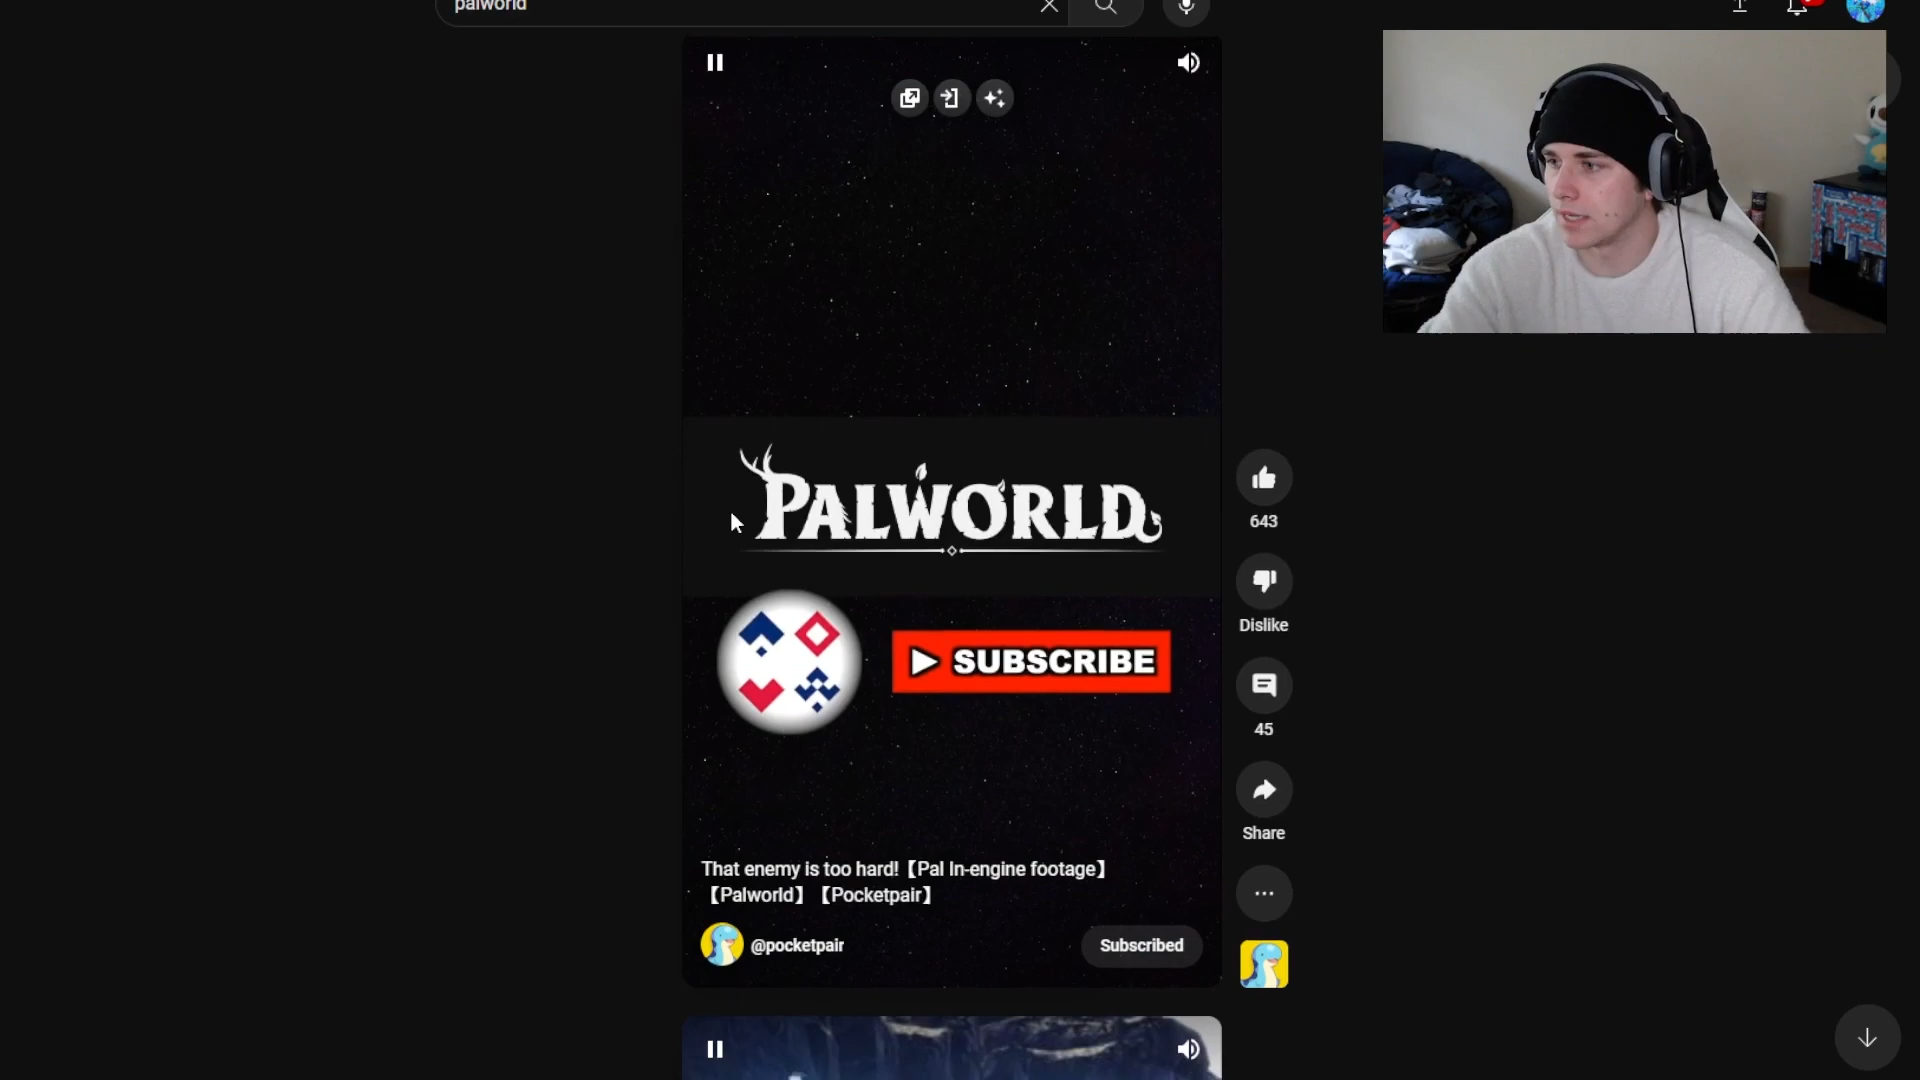 palworld
PALWORLD
SUBSCRIBE
643
Dislike
45
Share
That enemy is too hard!【Pal In-engine footage】
【Palworld】【Pocketpair】
@pocketpair
Subscribed